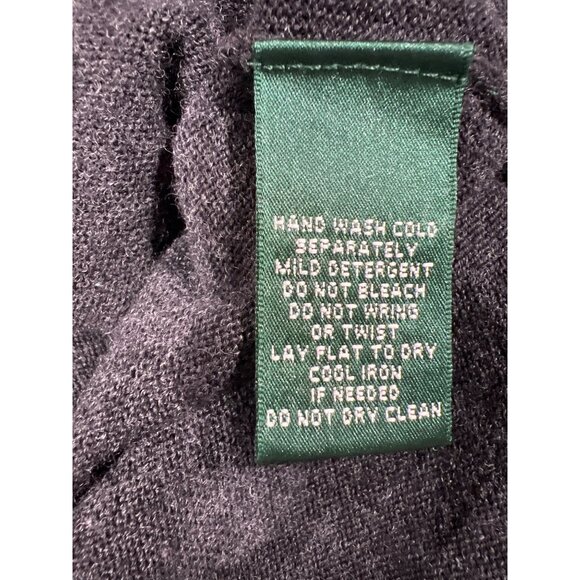 HAND WASH COLD
SEPARATELY
MILD DETERGENT
DO NOT BLEACH
DO NOT WRING
OR TWIST
LAY FLAT TO DRY
COOL IRON
IF NEEDED
DO NOT DRY CLEAN